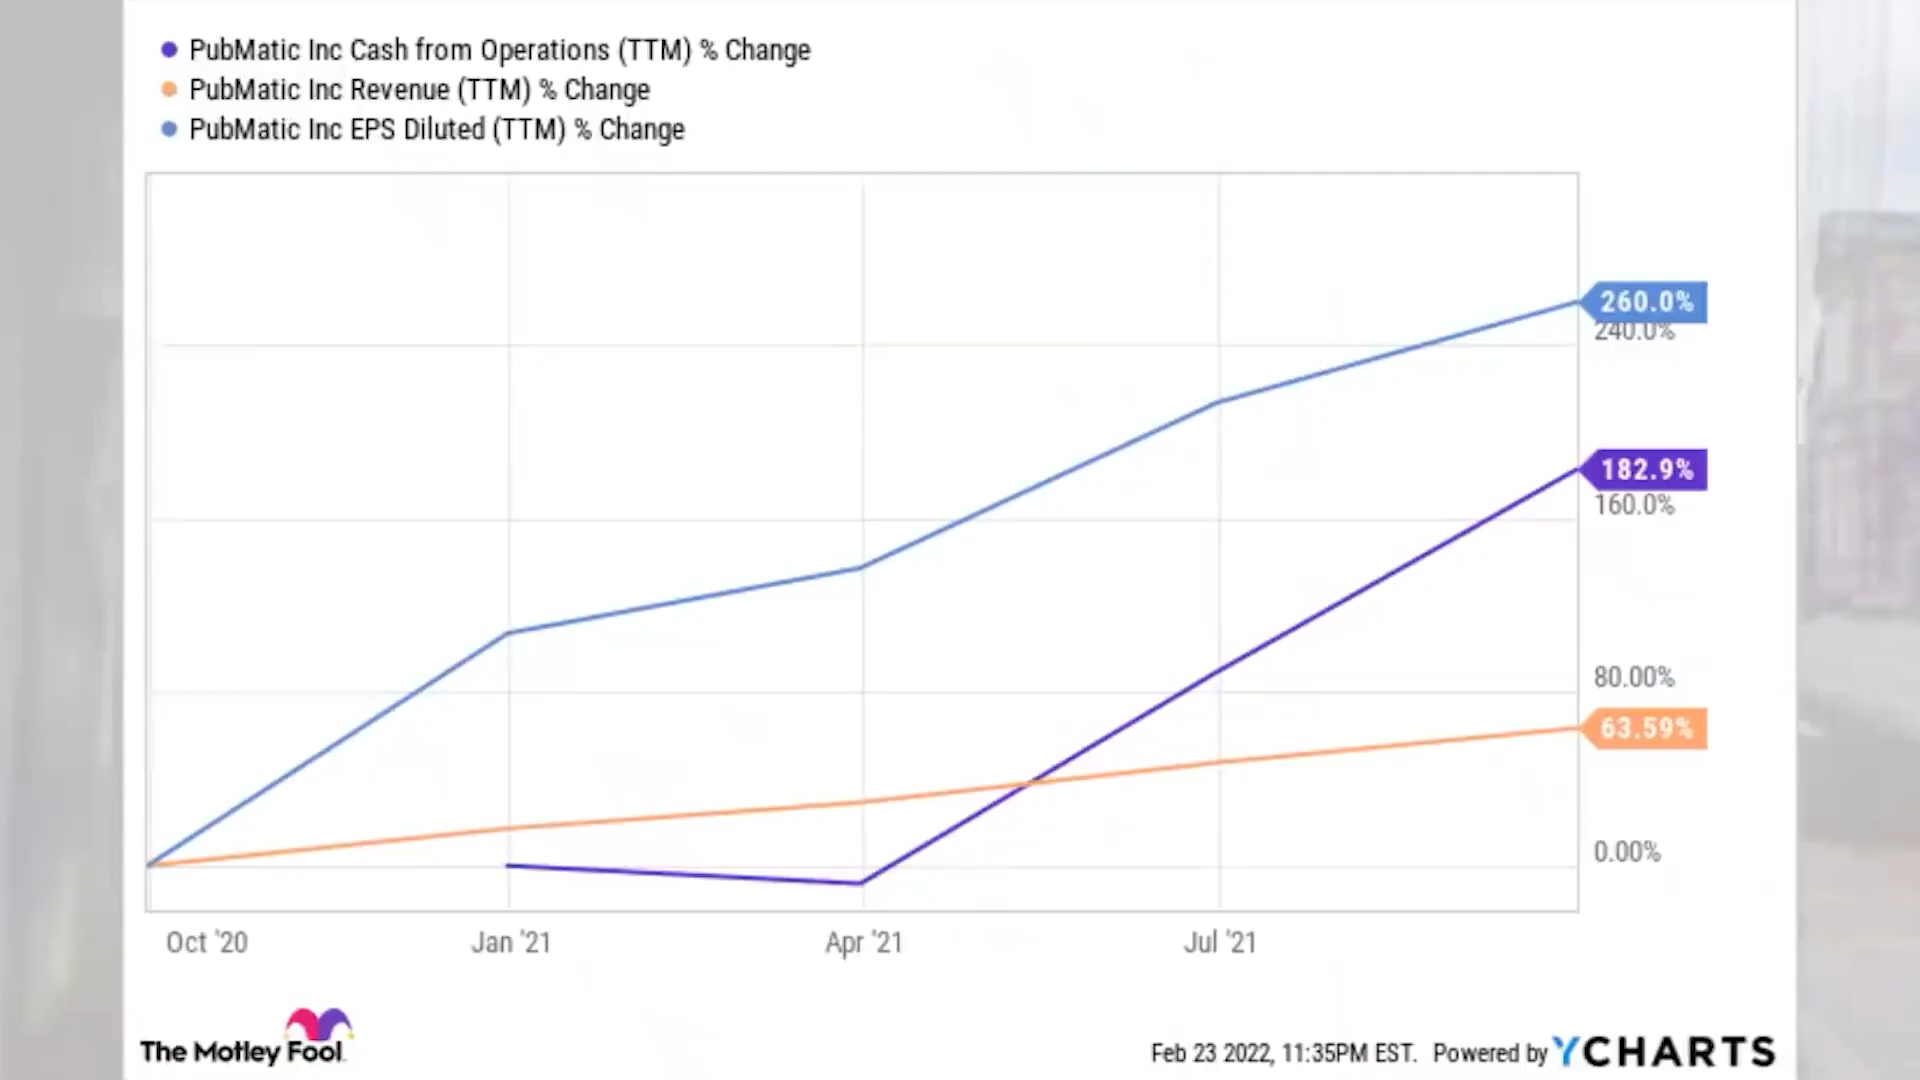 PubMatic Inc Cash from Operations (TTM) % Change
PubMatic Inc Revenue (TTM) % Change
PubMatic Inc EPS Diluted (TTM) % Change
260.0%
240.0%
182.9%
160.0%
80.00%
63.59%
0.00%
Oct '20 Jan '21 Apr '21 Jul '21
The Motley Fool
Feb 23 2022, 11:35PM EST. Powered by YCHARTS